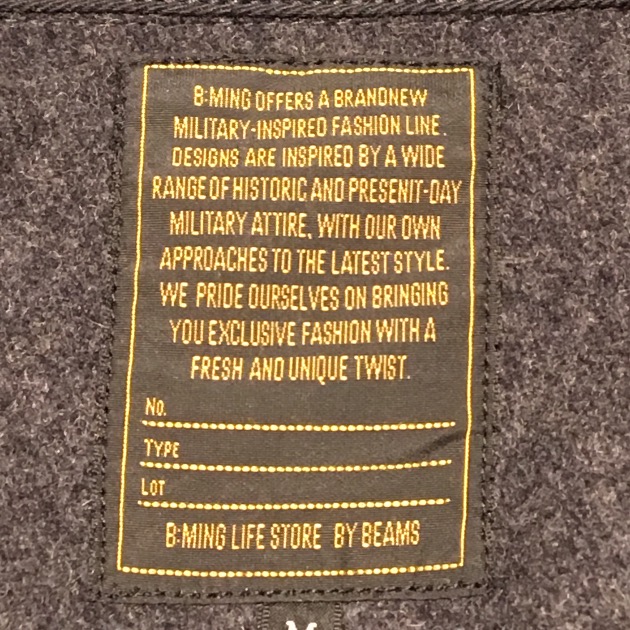 B:MING OFFERS A BRANDNEW
MILITARY-INSPIRED FASHION LINE.
DESIGNS ARE INSPIRED BY A WIDE
RANGE OF HISTORIC AND PRESENIT-DAY
MILITARY ATTIRE, WITH OUR OWN
APPROACHES TO THE LATEST STYLE.
WE PRIDE OURSELVES ON BRINGING
YOU EXCLUSIVE FASHION WITH A
FRESH AND UNIQUE TWIST.
No.
TYPE
LOT
B:MING LIFE STORE BY BEAMS
M